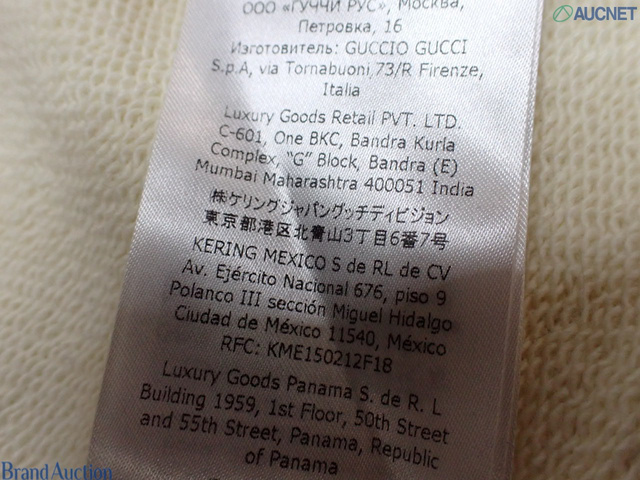 ООО «ГУЧЧИ РУС», Москва,
Петровка, 16
Изготовитель: GUCCIO GUCCI
S.p.A, via Tornabuoni 73/R Firenze,
Italia
Luxury Goods Retail PVT. LTD.
C-601, One BKC, Bandra Kurla
Complex, "G" Block, Bandra (E)
Mumbai Maharashtra 400051 India
㈱ケリングジャパングッチディビジョン
東京都港区北青山3丁目6番7号
KERING MEXICO S de RL de CV
Av. Ejército Nacional 676, piso 9
Polanco III sección Miguel Hidalgo
Ciudad de México 11540, México
RFC: KME150212F18
Luxury Goods Panama S. de R. L
Building 1959, 1st Floor, 50th Street
and 55th Street, Panama, Republic
of Panama
AUCNET
BrandAuction